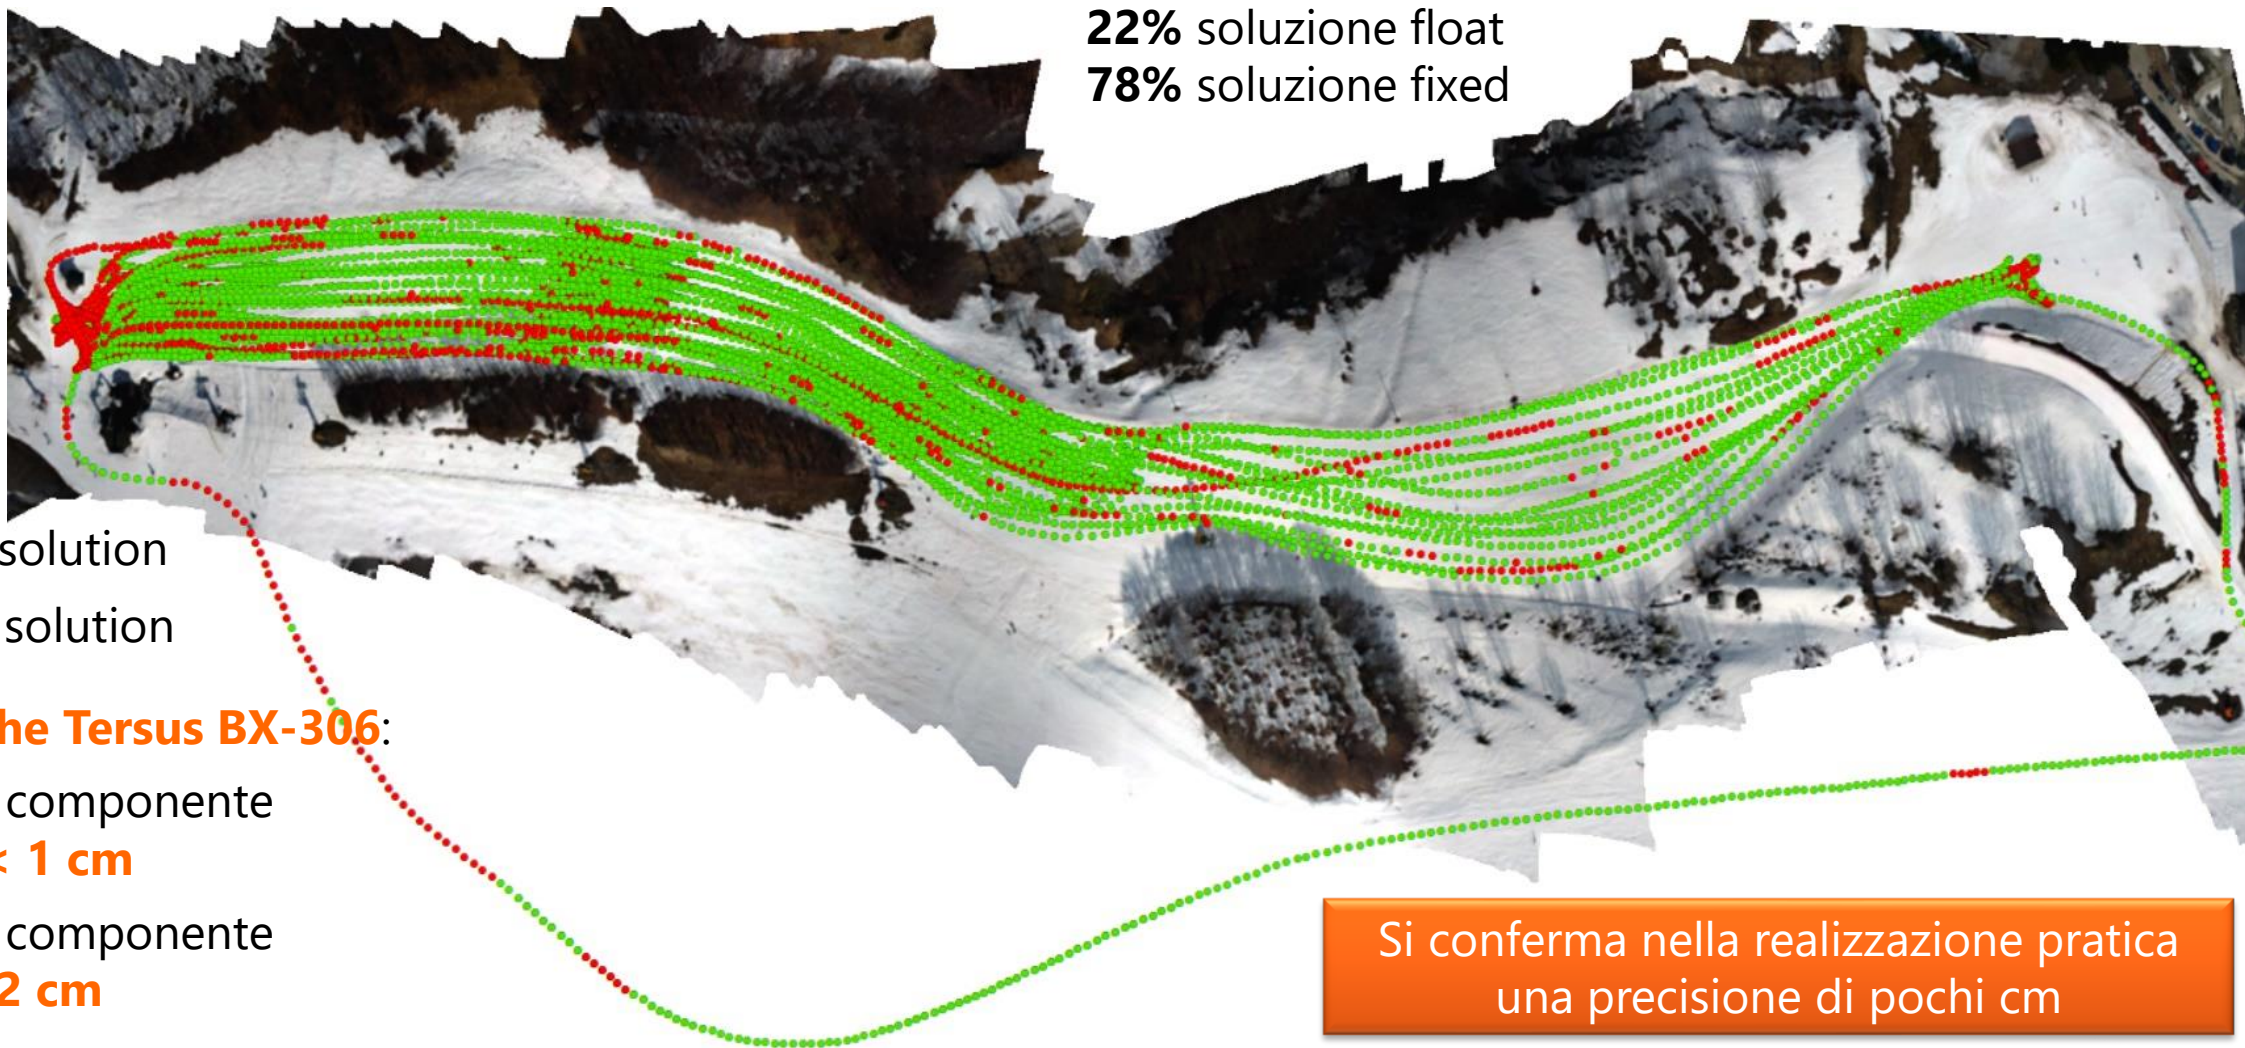 22% soluzione float
78% soluzione fixed
solution
solution
he Tersus BX-306:
componente
< 1 cm
componente
2 cm
Si conferma nella realizzazione pratica
una precisione di pochi cm